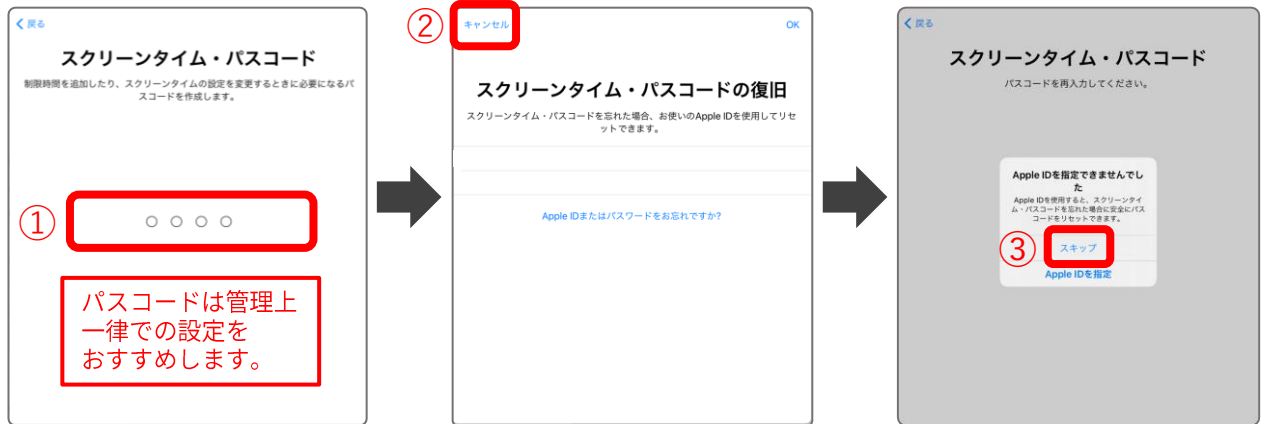 戻る
スクリーンタイム・パスコード
制限時間を追加したり、スクリーンタイムの設定を変更するときに必要になるパ
スコードを作成します。
①
パスコードは管理上
一律での設定を
おすすめします。
②
キャンセル
OK
スクリーンタイム・パスコードの復旧
スクリーンタイム・パスコードを忘れた場合、お使いのApple IDを使用してリセ
ットできます。
Apple IDまたはパスワードをお忘れですか?
戻る
スクリーンタイム・パスコード
パスコードを再入力してください。
Apple IDを指定できませんでし
た
Apple IDを使用すると、スクリーンタイ
ム・パスコードを忘れた場合に安全にパス
コードをリセットできます。
③
スキップ
Apple IDを指定